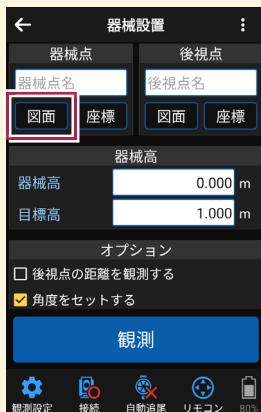 器械設置
器械点 後視点
器械点名 後視点名
図面 座標 図面 座標
器械高
器械高 0.000 m
目標高 1.000 m
オプション
後視点の距離を観測する
角度をセットする
観測
観測設定 接続 自動追尾 リモコン 80%